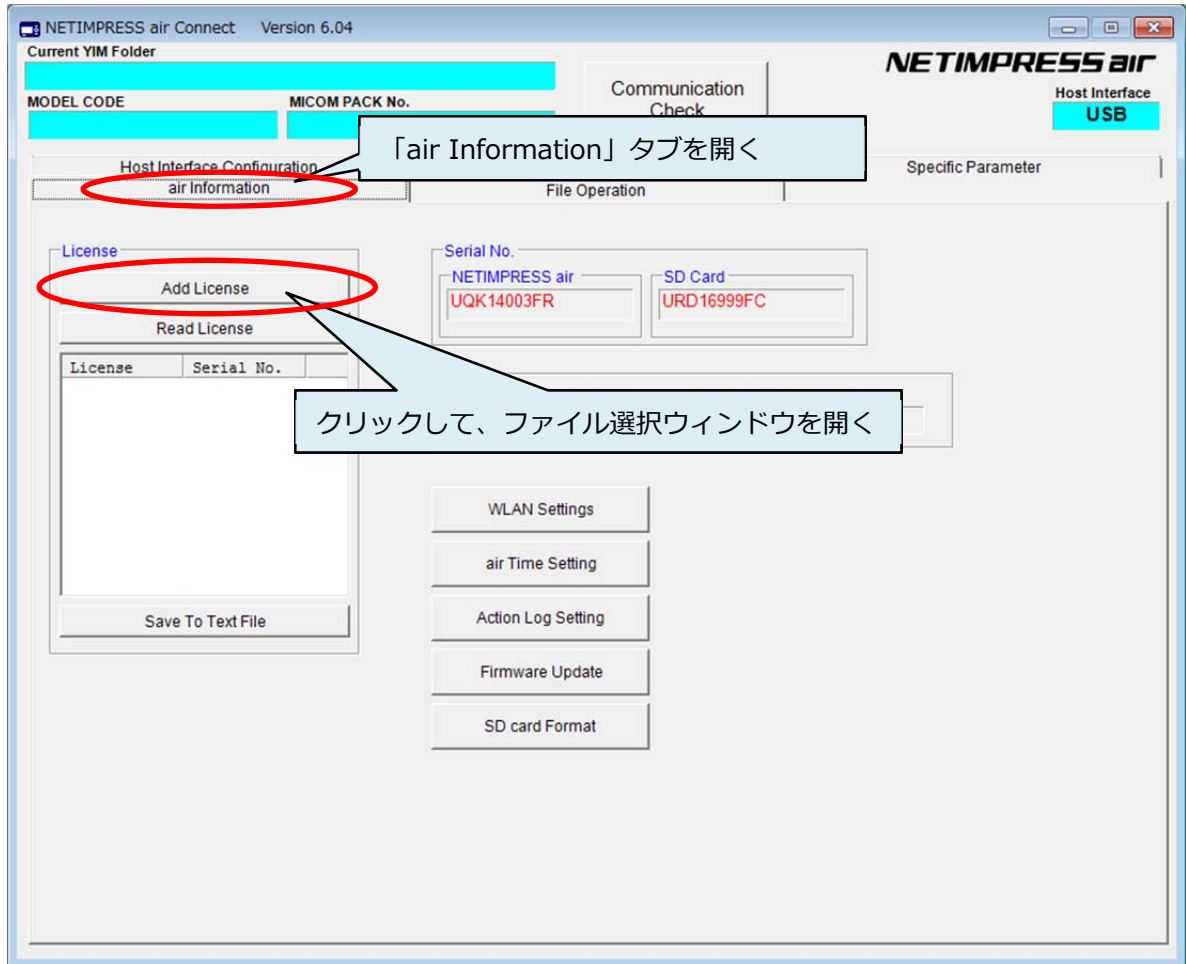 NETIMPRESS air Connect Version 6.04
Current YIM Folder
NETIMPRESS air
Communication
Check
Host Interface
USB
MODEL CODE
MICOM PACK No.
「air Information」タブを開く
Host Interface Configuration
Specific Parameter
air Information
File Operation
License
Add License
Read License
License
Serial No.
Save To Text File
Serial No.
NETIMPRESS air
UQK14003FR
SD Card
URD16999FC
クリックして、ファイル選択ウィンドウを開く
WLAN Settings
air Time Setting
Action Log Setting
Firmware Update
SD card Format